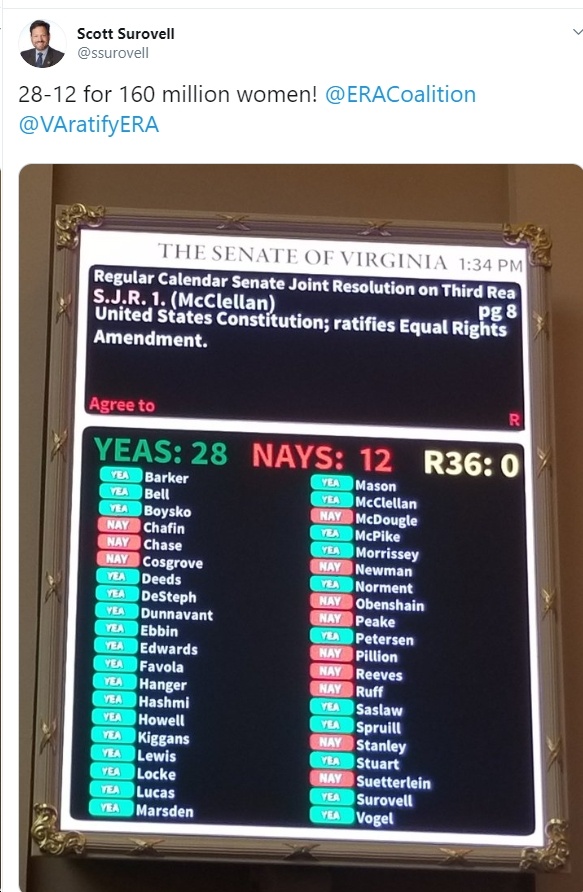 Scott Surovell
@ssurovell
28-12 for 160 million women! @ERACoalition
@VAratifyERA
THE SENATE OF VIRGINIA 1:34 PM
Regular Calendar Senate Joint Resolution on Third Rea
S.J.R. 1. (McClellan) pg 8
United States Constitution; ratifies Equal Rights
Amendment.
Agree to R
YEAS: 28 NAYS: 12 R36: 0
YEA Barker
YEA Bell
YEA Boysko
NAY Chafin
NAY Chase
NAY Cosgrove
YEA Deeds
YEA DeSteph
YEA Dunnavant
YEA Ebbin
YEA Edwards
YEA Favola
YEA Hanger
YEA Hashmi
YEA Howell
YEA Kiggans
YEA Lewis
YEA Locke
YEA Lucas
YEA Marsden
YEA Mason
YEA McClellan
NAY McDougle
YEA McPike
YEA Morrissey
NAY Newman
YEA Norment
NAY Obenshain
NAY Peake
YEA Petersen
NAY Pillion
NAY Reeves
NAY Ruff
YEA Saslaw
YEA Spruill
NAY Stanley
YEA Stuart
NAY Suetterlein
YEA Surovell
YEA Vogel